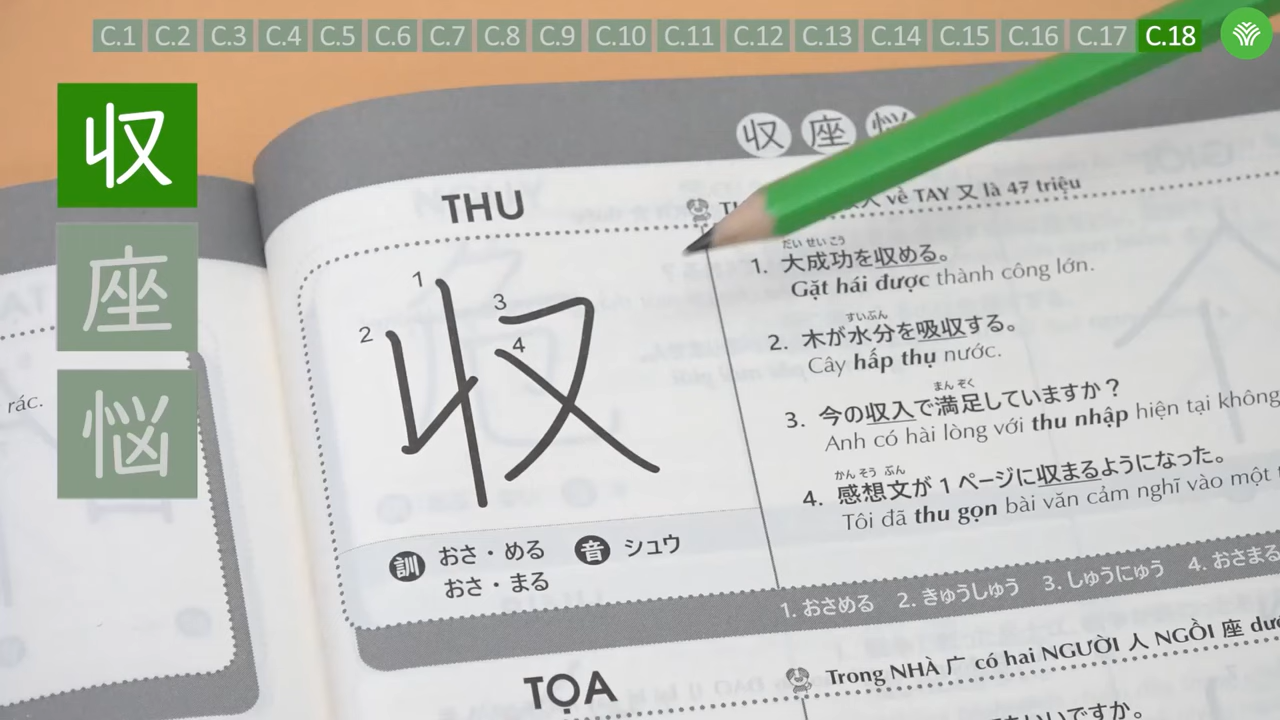 C.1 C.2 C.3 C.4 C.5 C.6 C.7 C.8 C.9 C.10 C.11 C.12 C.13 C.14 C.15 C.16 C.17 C.18
収
座
悩
rác.
収 座 悩
THU
1
2
3
4
収
訓 おさ・める 音 シュウ
おさ・まる
về TAY 又 là 47 triệu
だいせいこう
1. 大成功を収める。
Gặt hái được thành công lớn.
すいぶん
2. 木が水分を吸収する。
Cây hấp thụ nước.
まんぞく
3. 今の収入で満足していますか？
Anh có hài lòng với thu nhập hiện tại không
かんそうぶん
4. 感想文が1ページに収まるようになった。
Tôi đã thu gọn bài văn cảm nghĩ vào một
1. おさめる 2. きゅうしゅう 3. しゅうにゅう 4. おさまる
TỌA
Trong NHÀ 广 có hai NGƯỜI 人 NGỒI 座
いいですか。